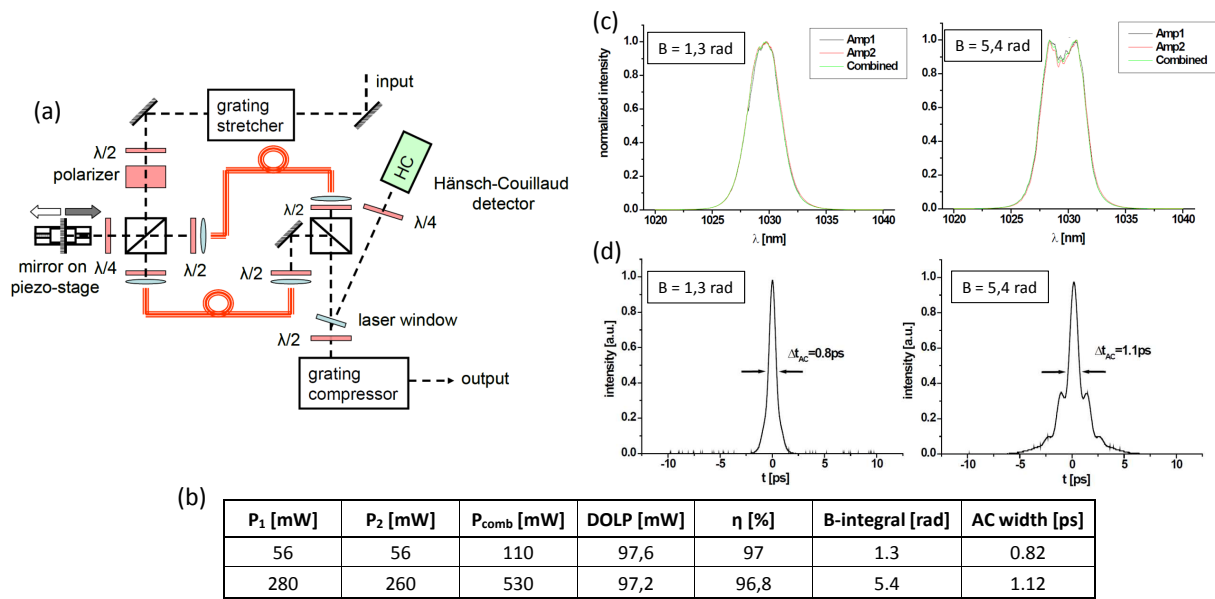 (a)
input
grating
stretcher
λ/2
polarizer
HC
Hänsch-Couillaud
detector
λ/2
λ/4
λ/4
λ/2
λ/2
mirror on
piezo-stage
laser window
λ/2
grating
compressor
output
(c)
B = 1,3 rad
Amp1
Amp2
Combined
normalized intensity
1.0
0.8
0.6
0.4
0.2
0.0
1020 1025 1030 1035 1040
λ [nm]
B = 5,4 rad
Amp1
Amp2
Combined
1.0
0.8
0.6
0.4
0.2
0.0
1020 1025 1030 1035 1040
λ [nm]
(d)
B = 1,3 rad
Δt_AC=0.8ps
intensity [a.u.]
1.0
0.8
0.6
0.4
0.2
0.0
-10 -5 0 5 10
t [ps]
B = 5,4 rad
Δt_AC=1.1ps
intensity [a.u.]
1.0
0.8
0.6
0.4
0.2
0.0
-10 -5 0 5 10
t [ps]
(b)
P₁ [mW] P₂ [mW] P_comb [mW] DOLP [mW] η [%] B-integral [rad] AC width [ps]
56 56 110 97,6 97 1.3 0.82
280 260 530 97,2 96,8 5.4 1.12